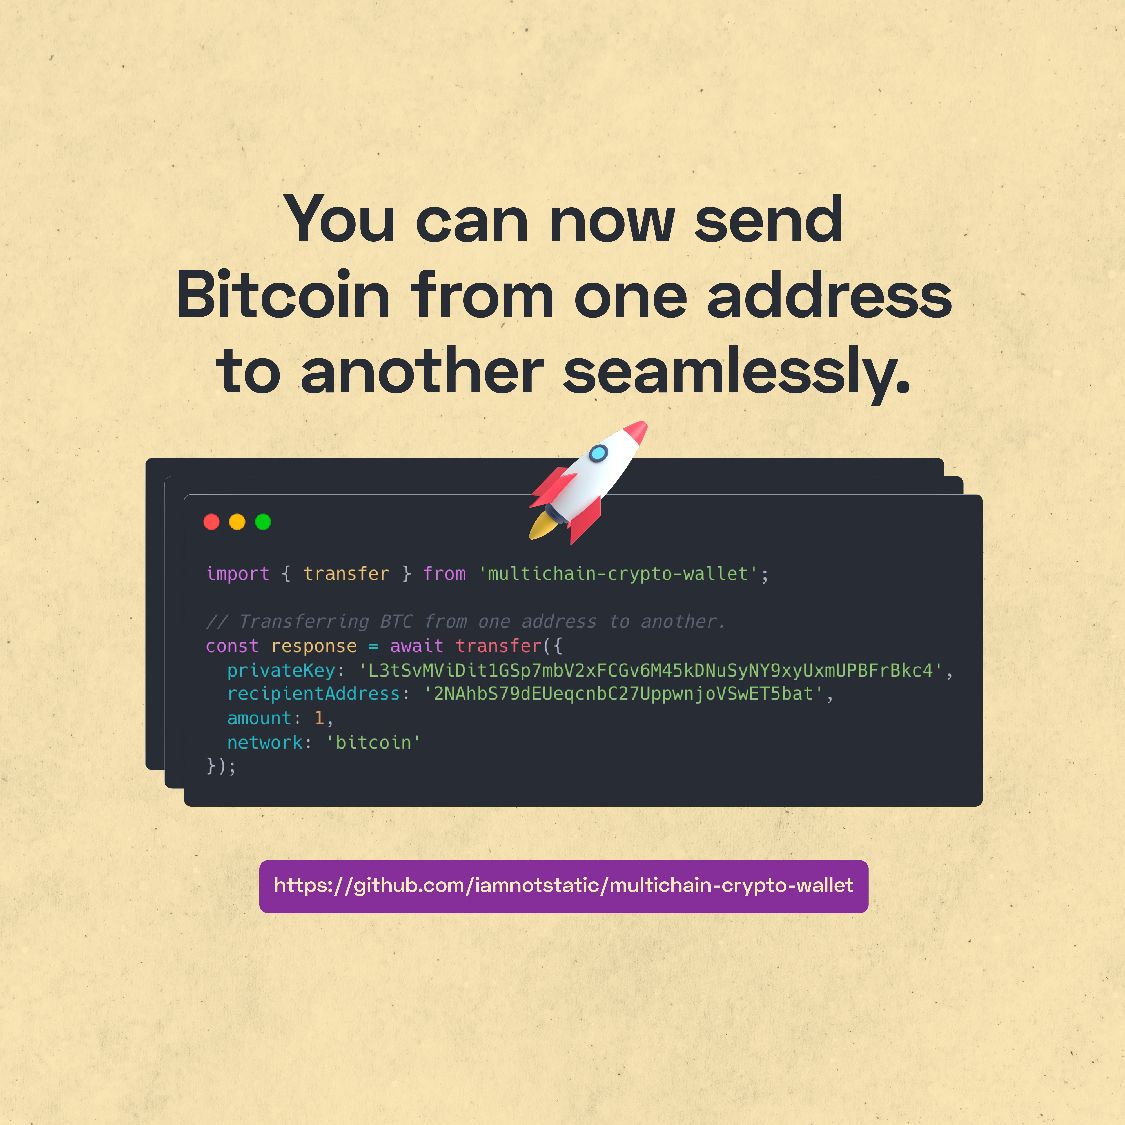 You can now send
Bitcoin from one address
to another seamlessly.
import { transfer } from 'multichain-crypto-wallet';
// Transferring BTC from one address to another.
const response = await transfer({
privateKey: 'L3tSvMViDit1GSp7mbV2xFCGv6M45kDNuSyNY9xyUxmUPBFrBkc4',
recipientAddress: '2NAhbS79dEUeqcnbC27UppwnjoVSwET5bat',
amount: 1,
network: 'bitcoin'
});
https://github.com/iamnotstatic/multichain-crypto-wallet